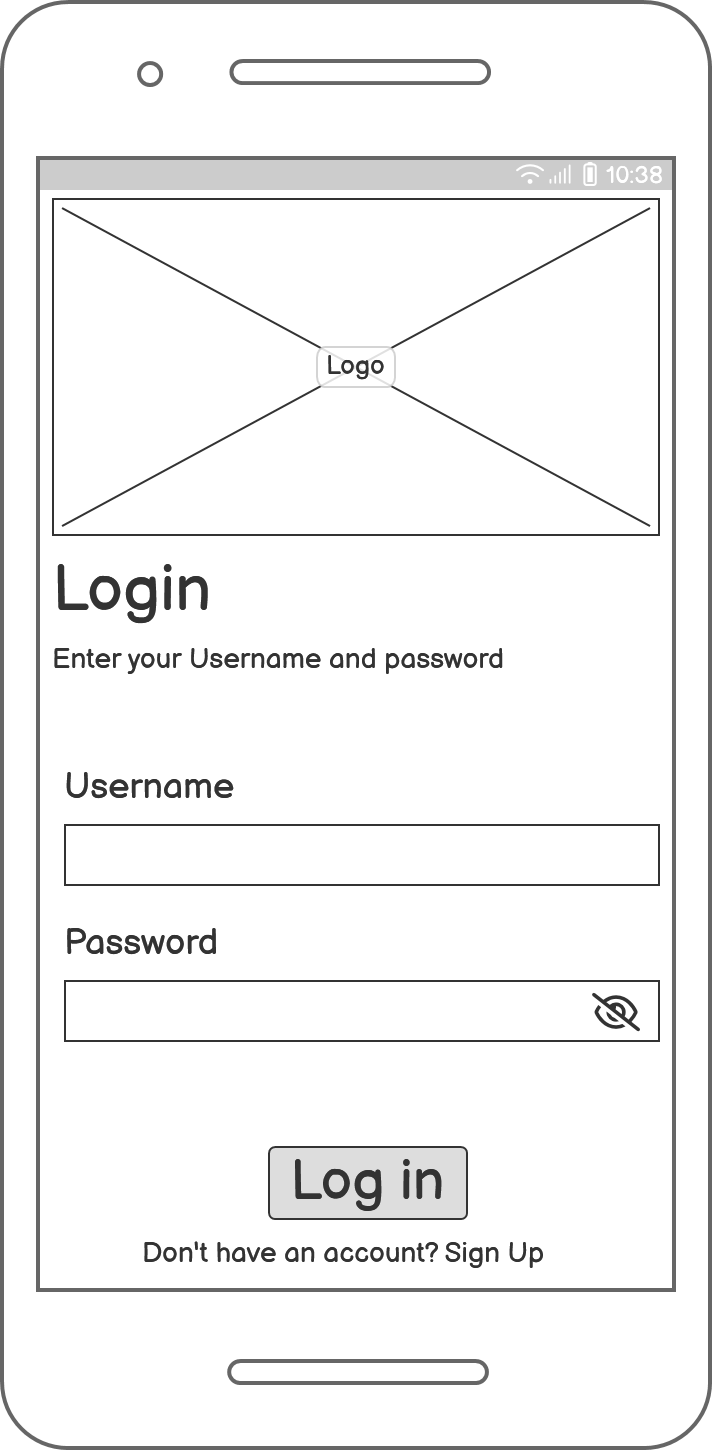 10:38
Logo
Login
Enter your Username and password
Username
Password
Log in
Don't have an account? Sign Up